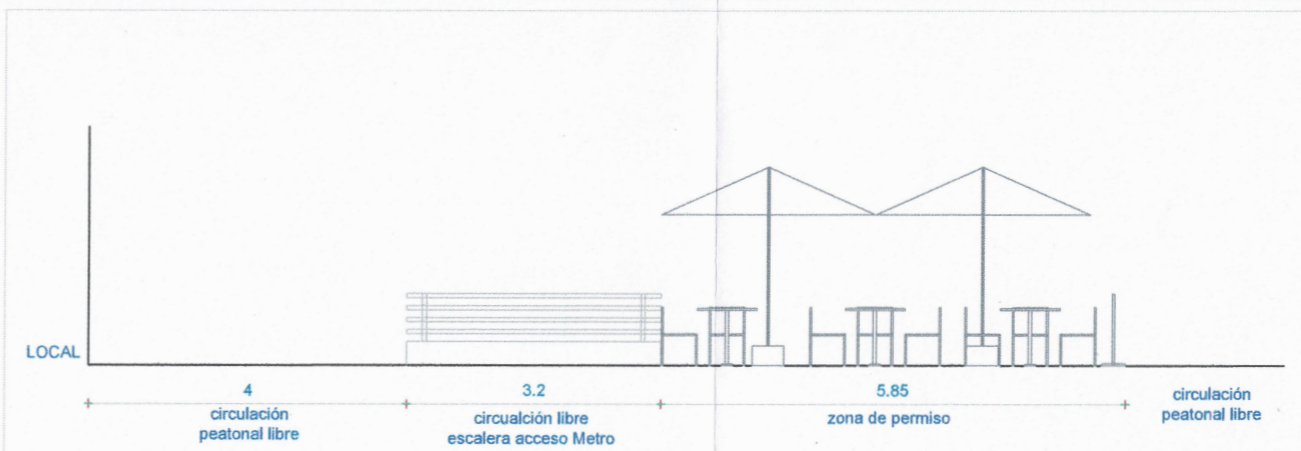 LOCAL
4
circulación
peatonal libre
3.2
circualción libre
escalera acceso Metro
5.85
zona de permiso
circulación
peatonal libre